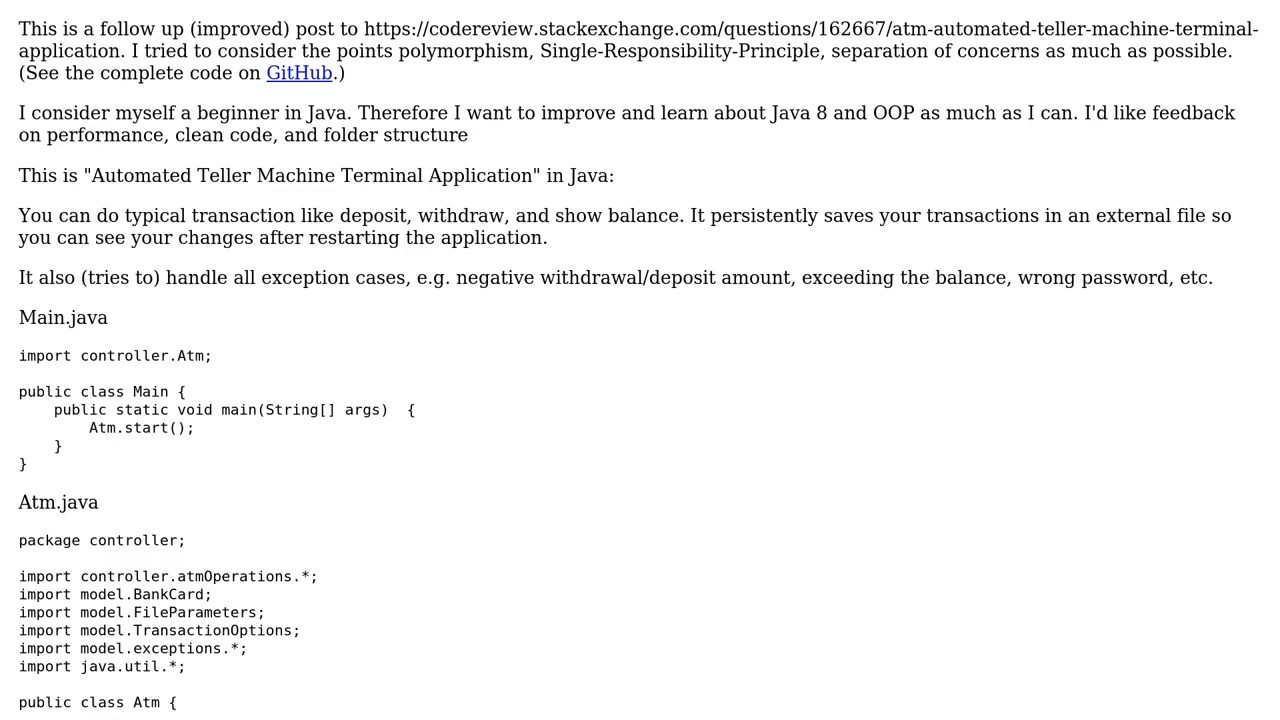 This is a follow up (improved) post to https://codereview.stackexchange.com/questions/162667/atm-automated-teller-machine-terminal-
application. I tried to consider the points polymorphism, Single-Responsibility-Principle, separation of concerns as much as possible.
(See the complete code on GitHub.)
I consider myself a beginner in Java. Therefore I want to improve and learn about Java 8 and OOP as much as I can. I'd like feedback
on performance, clean code, and folder structure
This is "Automated Teller Machine Terminal Application" in Java:
You can do typical transaction like deposit, withdraw, and show balance. It persistently saves your transactions in an external file so
you can see your changes after restarting the application.
It also (tries to) handle all exception cases, e.g. negative withdrawal/deposit amount, exceeding the balance, wrong password, etc.
Main.java
import controller.Atm;
public class Main {
    public static void main(String[] args)  {
        Atm.start();
    }
}
Atm.java
package controller;
import controller.atmOperations.*;
import model.BankCard;
import model.FileParameters;
import model.TransactionOptions;
import model.exceptions.*;
import java.util.*;
public class Atm {